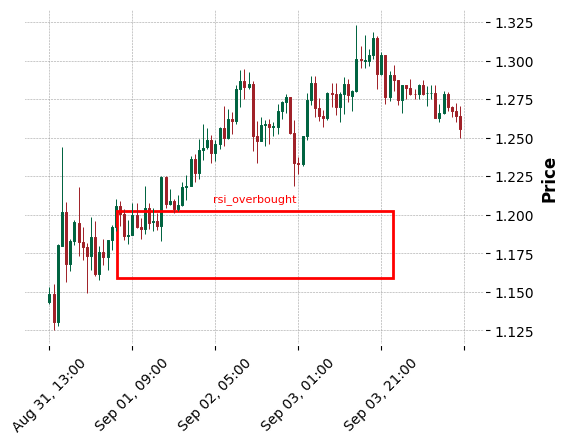 1.325
1.300
1.275
1.250
1.225
1.200
1.175
1.150
1.125
Price
rsi_overbought
Aug 31, 13:00
Sep 01, 09:00
Sep 02, 05:00
Sep 03, 01:00
Sep 03, 21:00